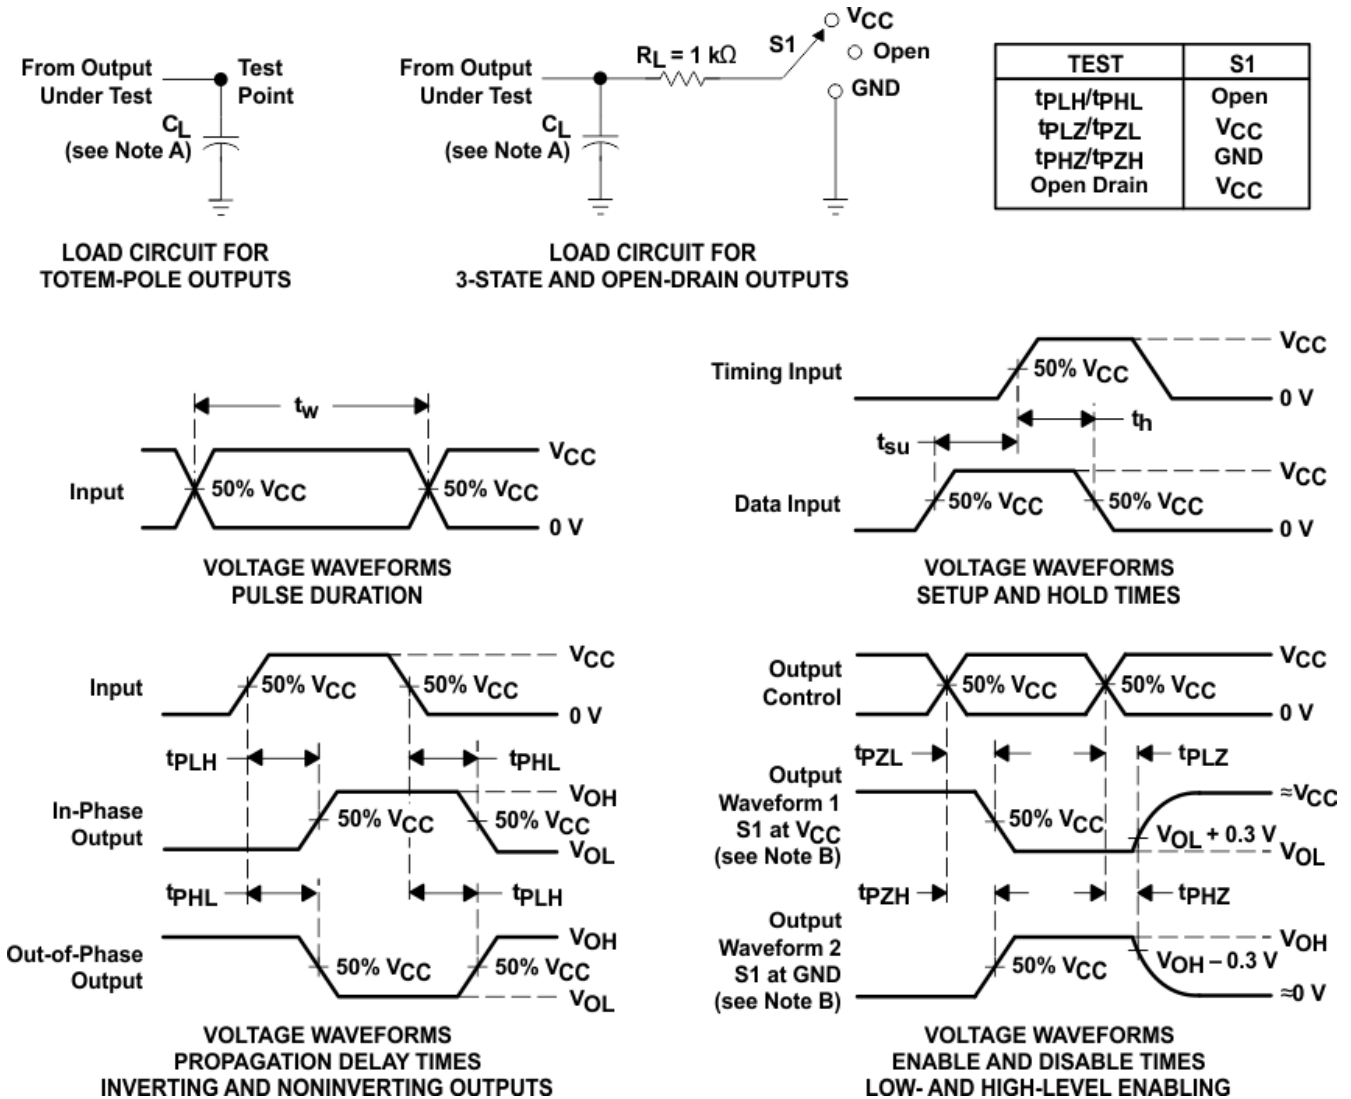 From Output
Under Test
Test
Point
CL
(see Note A)
LOAD CIRCUIT FOR
TOTEM-POLE OUTPUTS
From Output
Under Test
RL = 1 kΩ
S1
VCC
Open
GND
CL
(see Note A)
LOAD CIRCUIT FOR
3-STATE AND OPEN-DRAIN OUTPUTS
TEST S1
tPLH/tPHL Open
tPLZ/tPZL VCC
tPHZ/tPZH GND
Open Drain VCC
tw
Input
50% VCC
50% VCC
VCC
0 V
VOLTAGE WAVEFORMS
PULSE DURATION
Timing Input
50% VCC
VCC
0 V
th
tsu
Data Input
50% VCC
50% VCC
VCC
0 V
VOLTAGE WAVEFORMS
SETUP AND HOLD TIMES
Input
50% VCC
50% VCC
VCC
0 V
tPLH
tPHL
In-Phase
Output
50% VCC
50% VCC
VOH
VOL
tPHL
tPLH
Out-of-Phase
Output
50% VCC
50% VCC
VOH
VOL
VOLTAGE WAVEFORMS
PROPAGATION DELAY TIMES
INVERTING AND NONINVERTING OUTPUTS
Output
Control
50% VCC
50% VCC
VCC
0 V
tPZL
tPLZ
Output
Waveform 1
S1 at VCC
(see Note B)
50% VCC
VOL + 0.3 V
≈VCC
VOL
tPZH
tPHZ
Output
Waveform 2
S1 at GND
(see Note B)
50% VCC
VOH – 0.3 V
VOH
≈0 V
VOLTAGE WAVEFORMS
ENABLE AND DISABLE TIMES
LOW- AND HIGH-LEVEL ENABLING